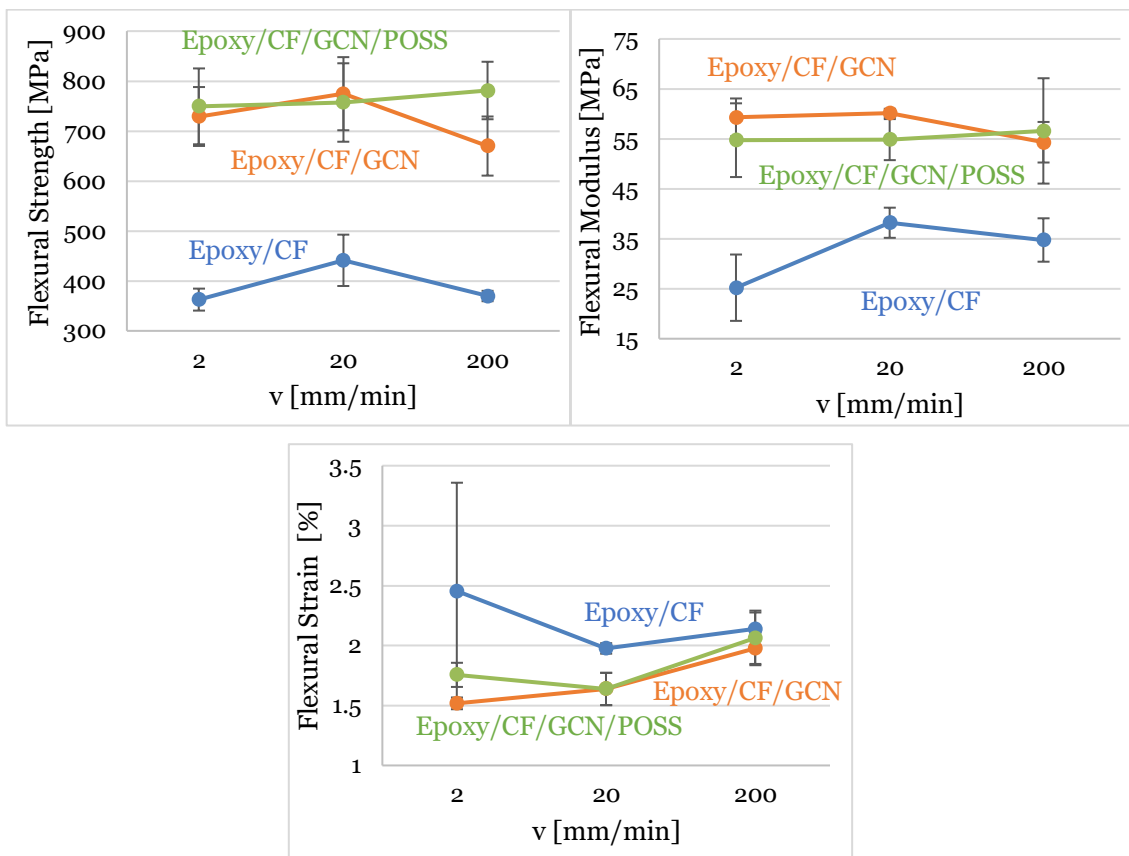 Flexural Strength [MPa]
900
800
700
600
500
400
300
Epoxy/CF/GCN/POSS
Epoxy/CF/GCN
Epoxy/CF
2 20 200
v [mm/min]
Flexural Modulus [MPa]
75
65
55
45
35
25
15
Epoxy/CF/GCN
Epoxy/CF/GCN/POSS
Epoxy/CF
2 20 200
v [mm/min]
Flexural Strain [%]
3.5
3
2.5
2
1.5
1
Epoxy/CF
Epoxy/CF/GCN
Epoxy/CF/GCN/POSS
2 20 200
v [mm/min]